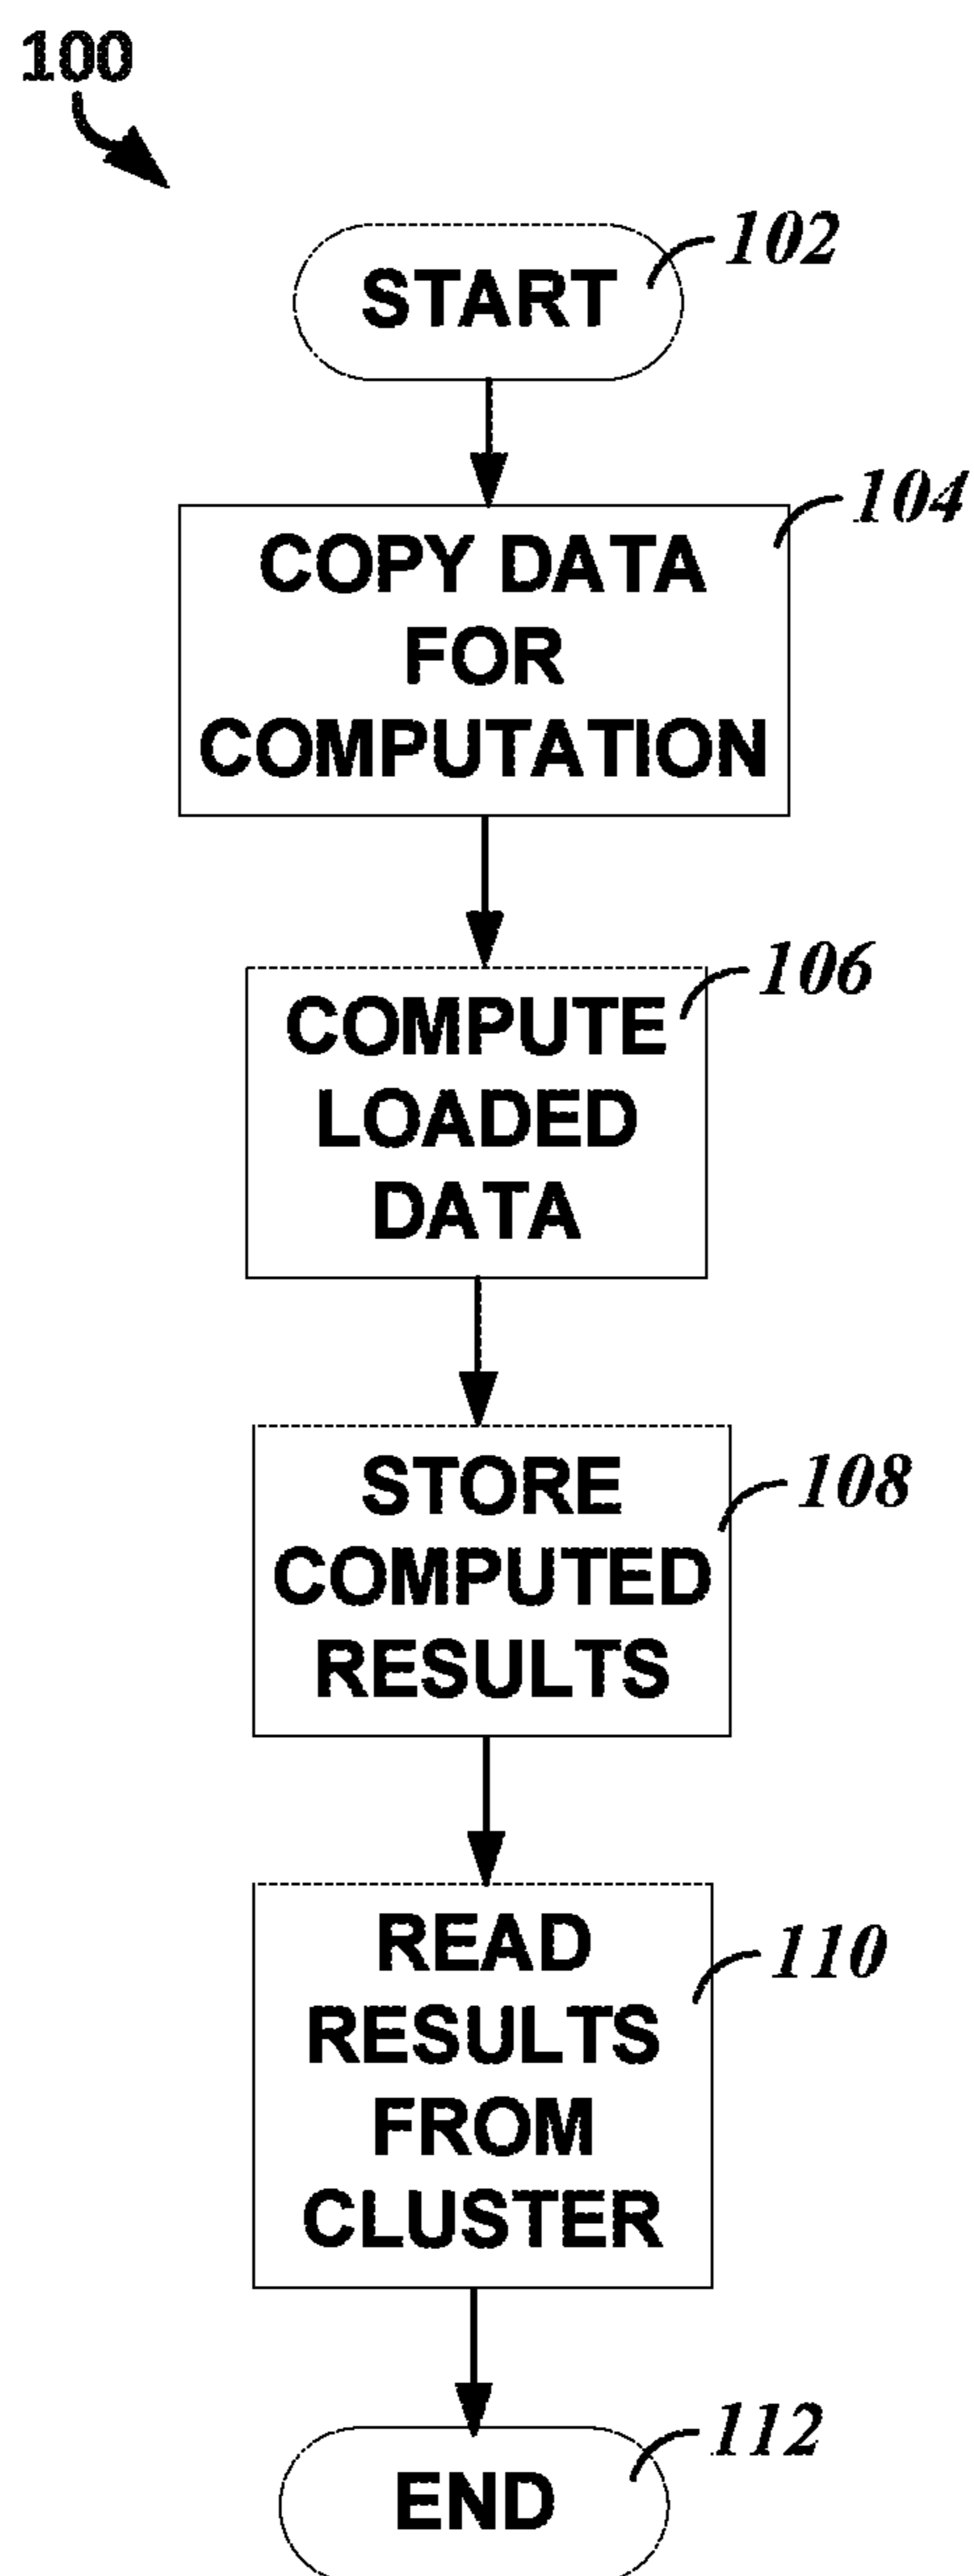 100
102
START
104
COPY DATA
FOR
COMPUTATION
106
COMPUTE
LOADED
DATA
108
STORE
COMPUTED
RESULTS
110
READ
RESULTS
FROM
CLUSTER
112
END